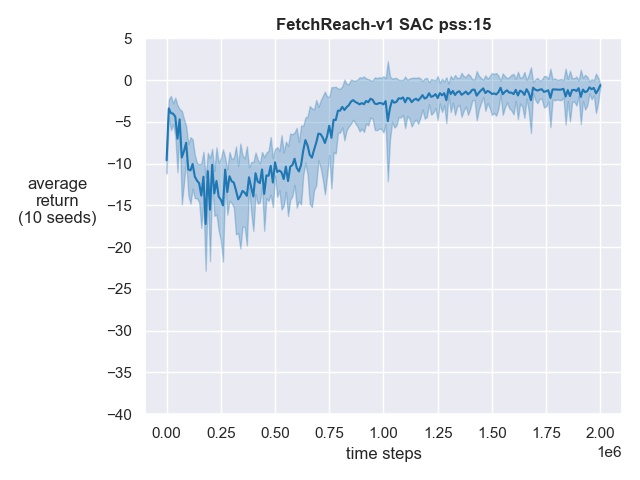 FetchReach-v1 SAC pss:15
5
0
−5
−10
−15
−20
−25
−30
−35
−40
average
return
(10 seeds)
0.00 0.25 0.50 0.75 1.00 1.25 1.50 1.75 2.00
time steps
1e6